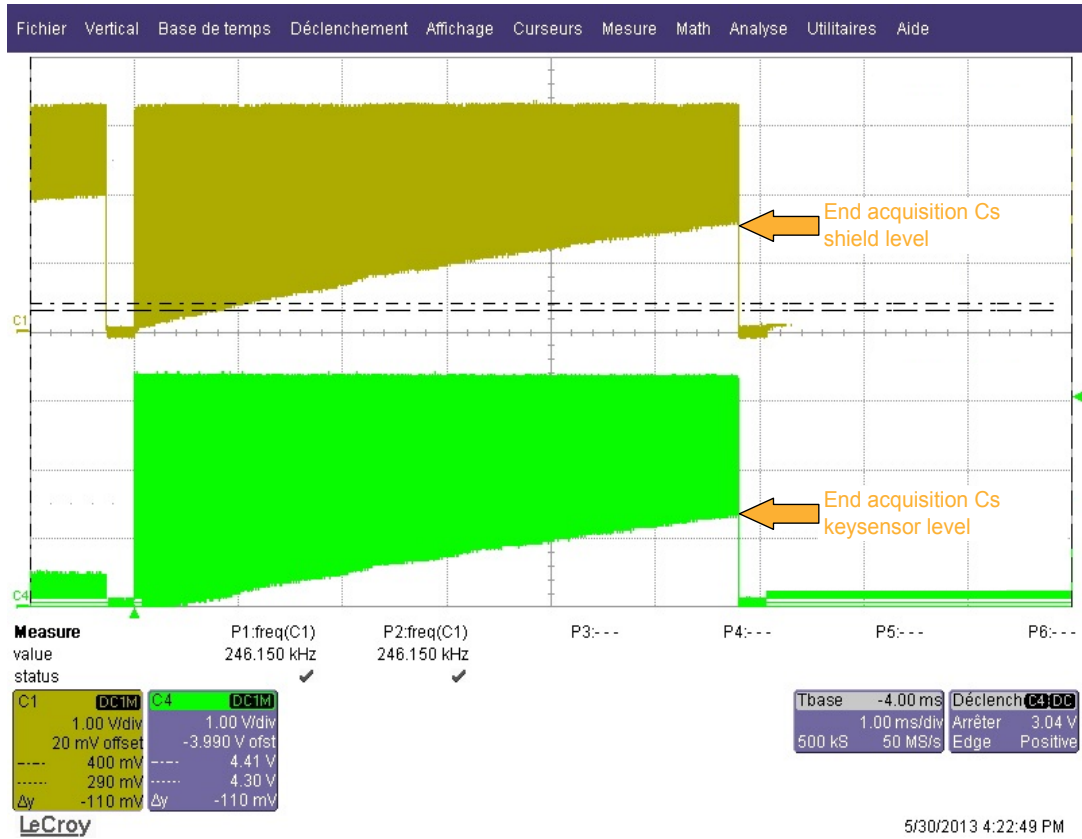 Fichier Vertical Base de temps Déclenchement Affichage Curseurs Mesure Math Analyse Utilitaires Aide
End acquisition Cs
shield level
C1
End acquisition Cs
keysensor level
C4
Measure P1:freq(C1) P2:freq(C1) P3:- - - P4:- - - P5:- - - P6:- - -
value 246.150 kHz 246.150 kHz
status ✓ ✓
C1 DC1M C4 DC1M Tbase -4.00 ms Déclench C4 DC
1.00 V/div 1.00 V/div 1.00 ms/div Arrêter 3.04 V
20 mV offset -3.990 V ofst 500 kS 50 MS/s Edge Positive
400 mV 4.41 V
290 mV 4.30 V
Δy -110 mV Δy -110 mV
LeCroy 5/30/2013 4:22:49 PM